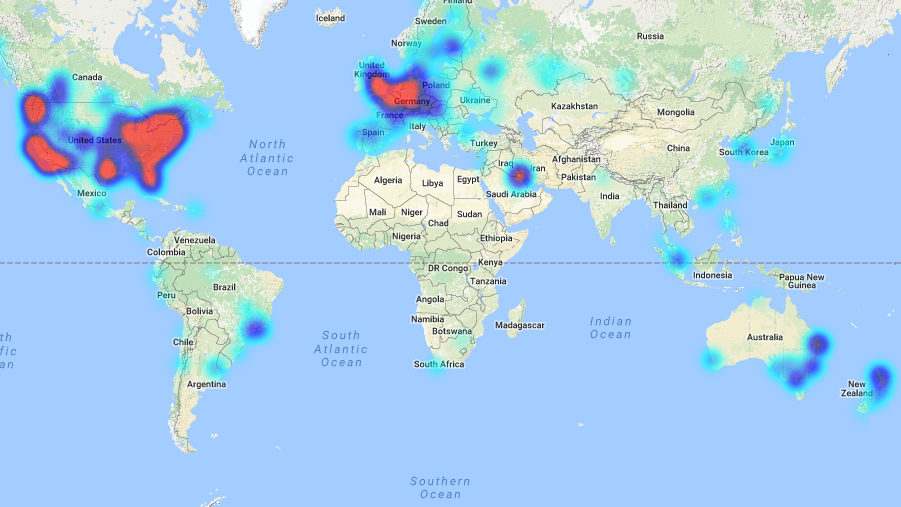 Finland
Iceland
Sweden
Russia
Norway
United
Kingdom
Canada
Poland
Germany
Ukraine
Kazakhstan
Mongolia
France
Italy
Spain
Turkey
United States
North
Atlantic
Ocean
China
South Korea
Japan
Iraq
Iran
Afghanistan
Pakistan
Algeria
Libya
Egypt
Saudi Arabia
India
Mexico
Mali
Niger
Chad
Sudan
Thailand
Nigeria
Ethiopia
Venezuela
Colombia
DR Congo
Kenya
Indonesia
Papua New
Guinea
Tanzania
Peru
Brazil
Angola
Bolivia
Namibia
Botswana
Madagascar
Chile
South
Atlantic
Ocean
Indian
Ocean
Australia
th
fic
an
South Africa
Argentina
New
Zealand
Southern
Ocean